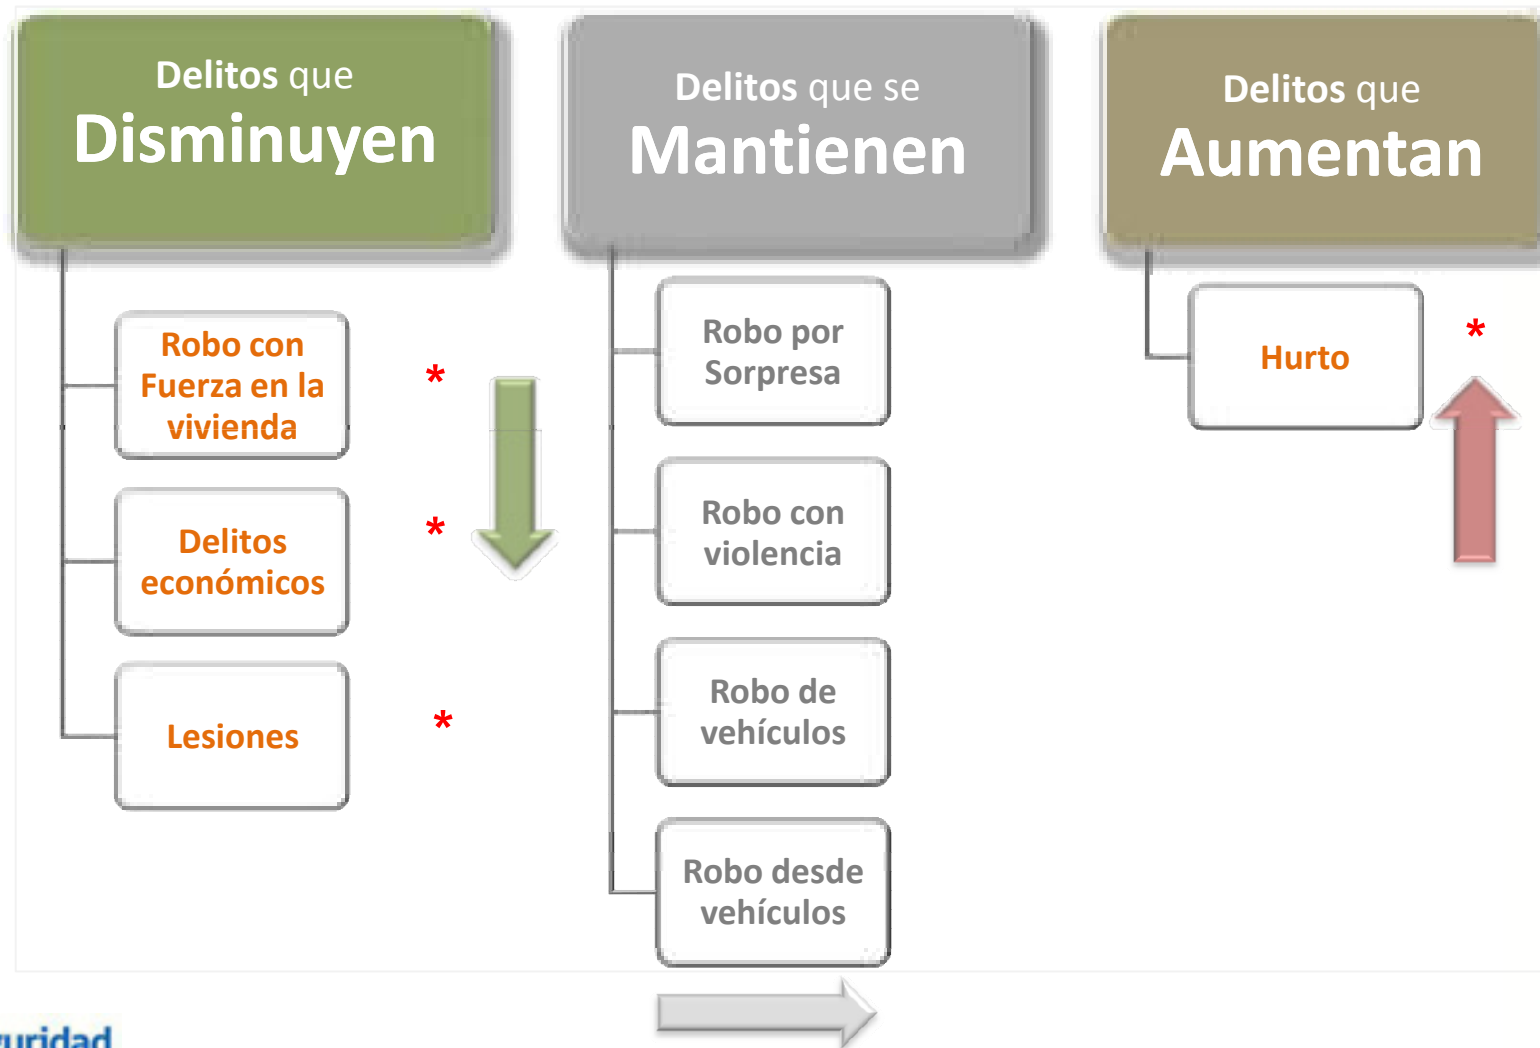 Delitos que
Disminuyen
Robo con
Fuerza en la
vivienda
*
Delitos
económicos
*
Lesiones
*
Delitos que se
Mantienen
Robo por
Sorpresa
Robo con
violencia
Robo de
vehículos
Robo desde
vehículos
Delitos que
Aumentan
Hurto
*